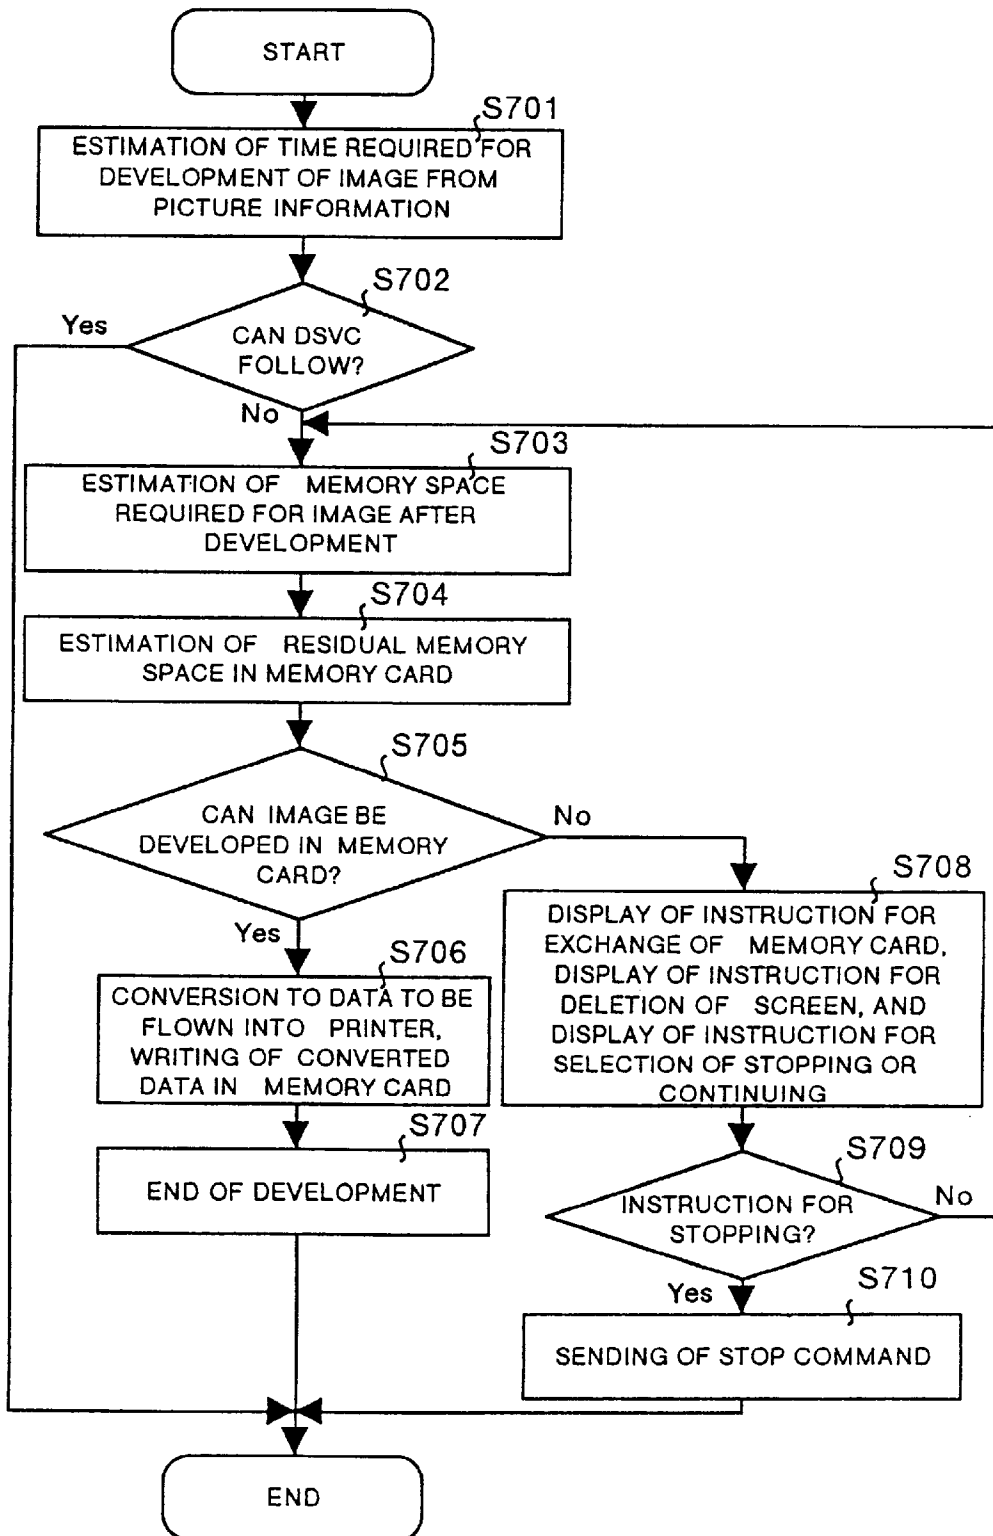 START
S701
ESTIMATION OF TIME REQUIRED FOR
DEVELOPMENT OF IMAGE FROM
PICTURE INFORMATION
S702
Yes
CAN DSVC
FOLLOW?
No
S703
ESTIMATION OF MEMORY SPACE
REQUIRED FOR IMAGE AFTER
DEVELOPMENT
S704
ESTIMATION OF RESIDUAL MEMORY
SPACE IN MEMORY CARD
S705
CAN IMAGE BE
DEVELOPED IN MEMORY
CARD?
No
Yes
S706
CONVERSION TO DATA TO BE
FLOWN INTO PRINTER,
WRITING OF CONVERTED
DATA IN MEMORY CARD
S707
END OF DEVELOPMENT
S708
DISPLAY OF INSTRUCTION FOR
EXCHANGE OF MEMORY CARD,
DISPLAY OF INSTRUCTION FOR
DELETION OF SCREEN, AND
DISPLAY OF INSTRUCTION FOR
SELECTION OF STOPPING OR
CONTINUING
S709
INSTRUCTION FOR
STOPPING?
No
Yes
S710
SENDING OF STOP COMMAND
END